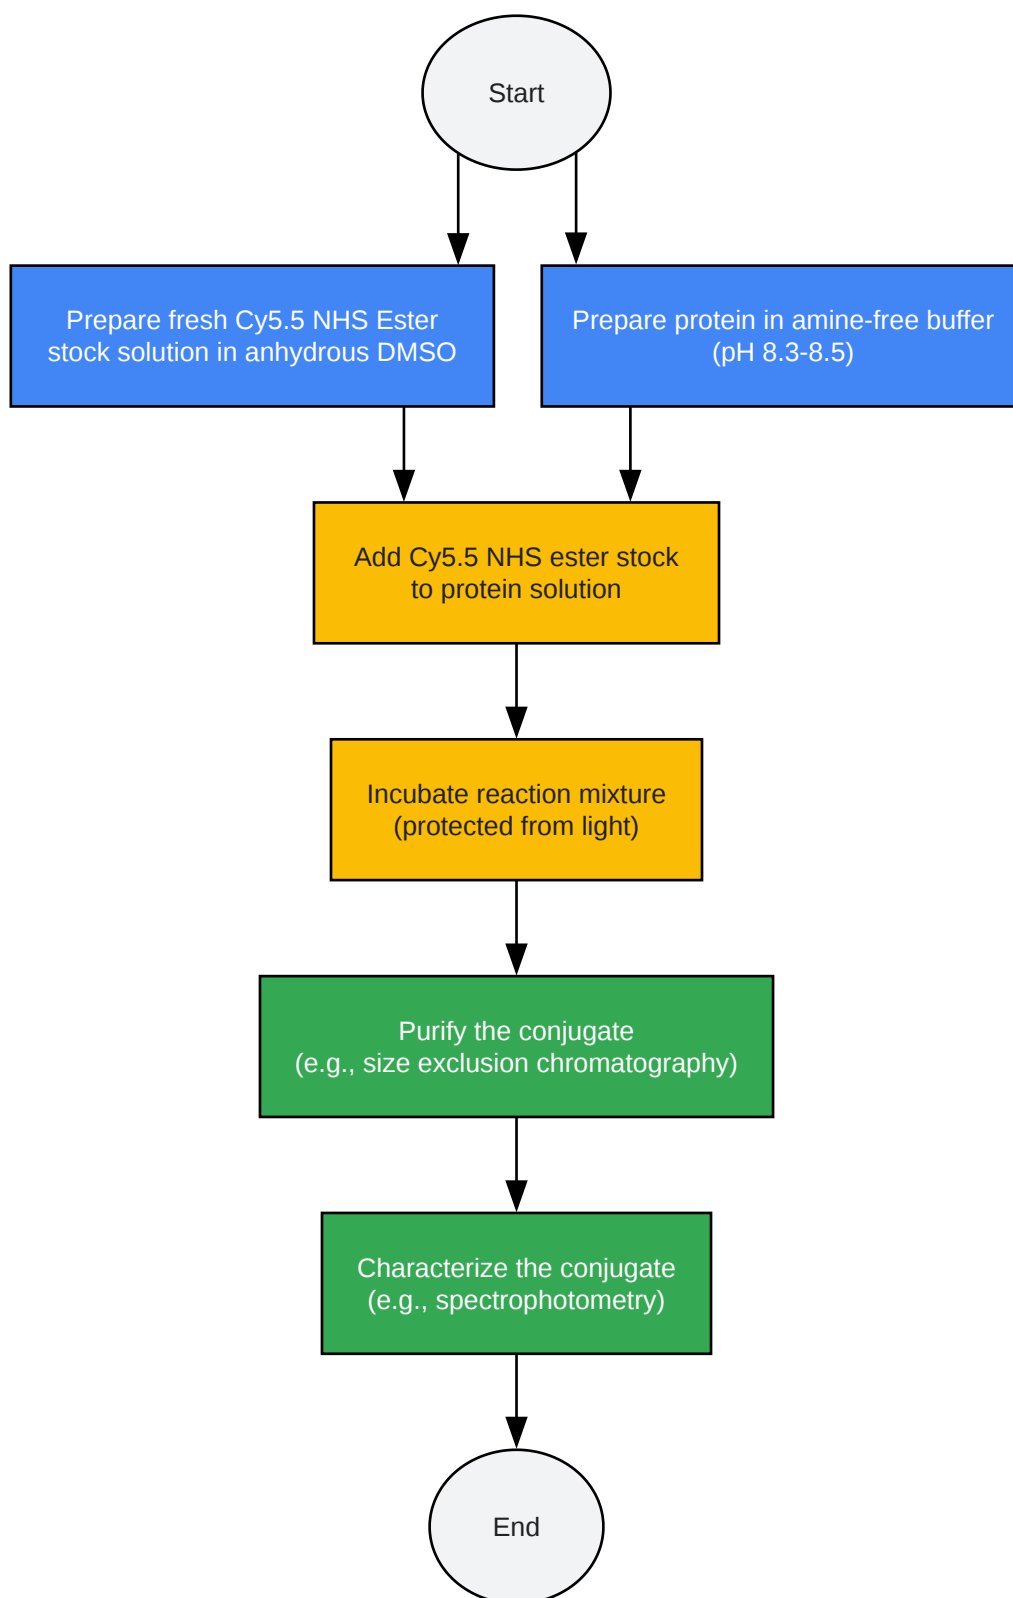 Start
Prepare fresh Cy5.5 NHS Ester
stock solution in anhydrous DMSO
Prepare protein in amine-free buffer
(pH 8.3-8.5)
Add Cy5.5 NHS ester stock
to protein solution
Incubate reaction mixture
(protected from light)
Purify the conjugate
(e.g., size exclusion chromatography)
Characterize the conjugate
(e.g., spectrophotometry)
End